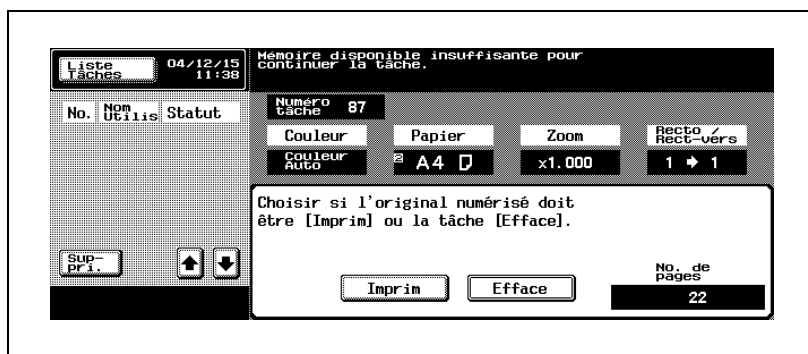 Liste
Tâches
04/12/15
11:38
Mémoire disponible insuffisante pour
continuer la tâche.
No.
Nom
Utilis
Statut
Numéro
tâche
87
Couleur
Papier
Zoom
Recto /
Rect-vers
Couleur
Auto
2 A4
x1.000
1 → 1
Choisir si l'original numérisé doit
être [Imprim] ou la tâche [Efface].
Sup-
pri.
Imprim
Efface
No. de
pages
22